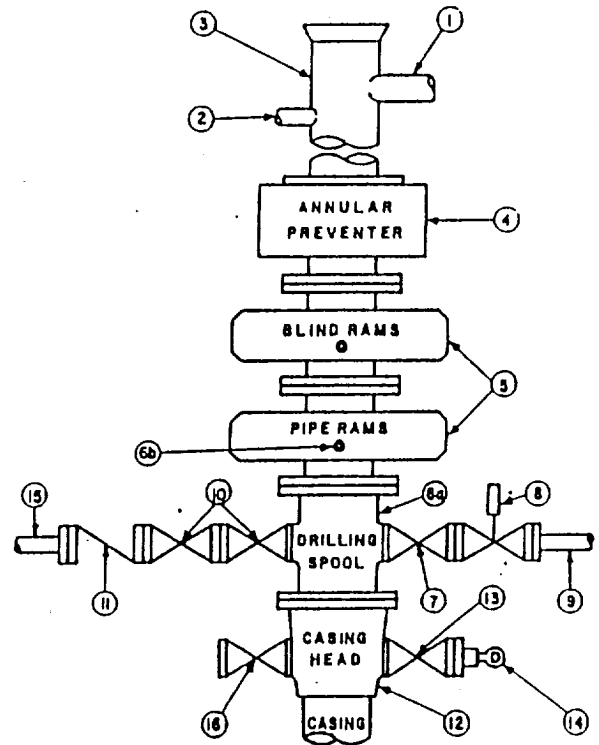 3
1
2
ANNULAR
PREVENTER
4
BLIND RAMS
5
PIPE RAMS
6b
15
10
8a
8
DRILLING
SPOOL
11
7
13
9
CASING
HEAD
16
12
14
CASING